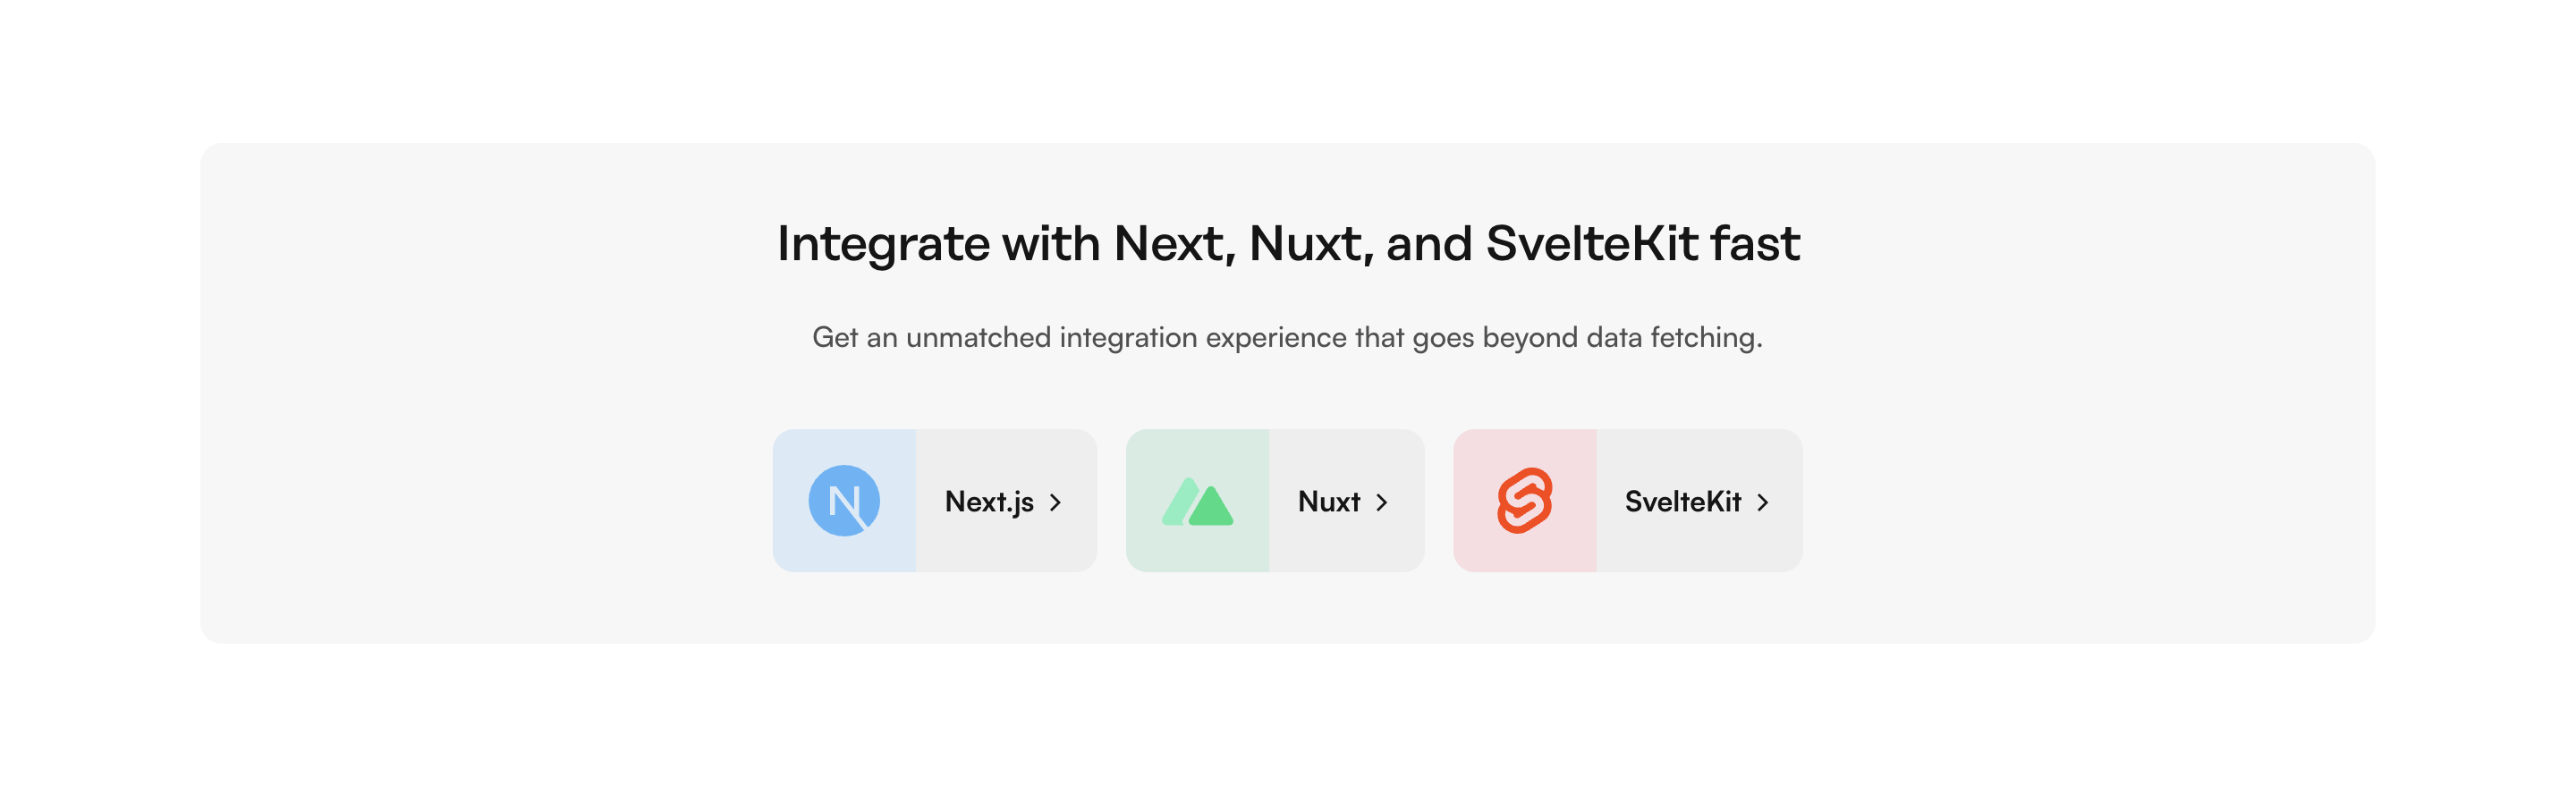 Integrate with Next, Nuxt, and SvelteKit fast
Get an unmatched integration experience that goes beyond data fetching.
N Next.js Nuxt SvelteKit